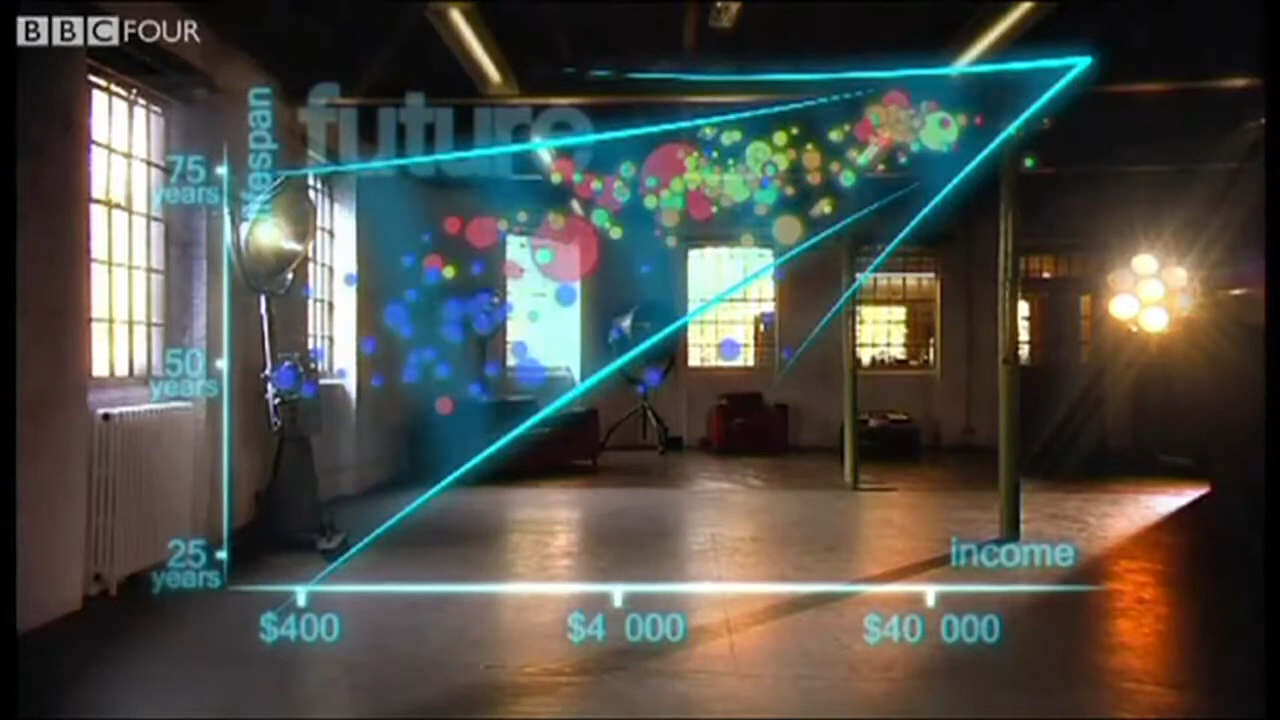 BBC FOUR
future
lifespan
75
years
50
years
25
years
income
$400
$4 000
$40 000